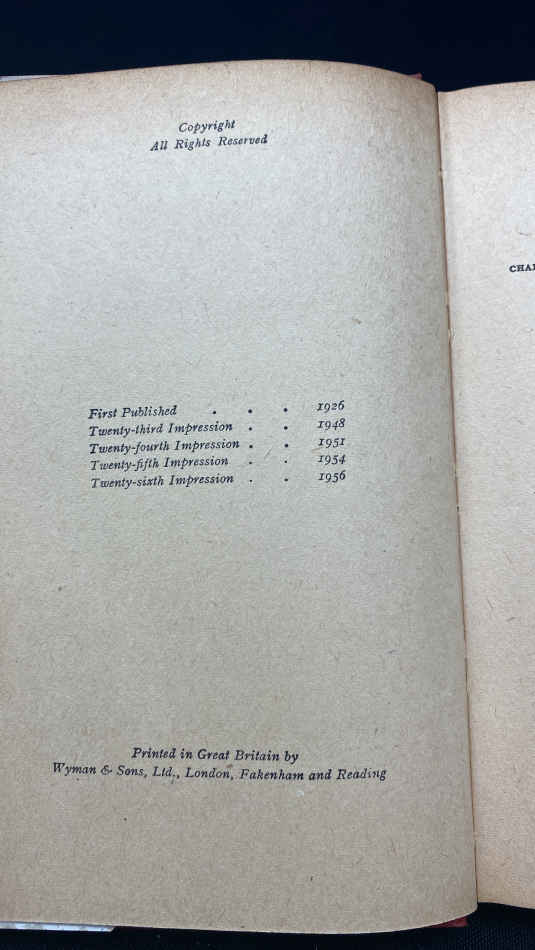 Copyright
All Rights Reserved
CHA
First Published . . . 1926
Twenty-third Impression . . 1948
Twenty-fourth Impression . . 1951
Twenty-fifth Impression . . 1954
Twenty-sixth Impression . . 1956
Printed in Great Britain by
Wyman & Sons, Ltd., London, Fakenham and Reading